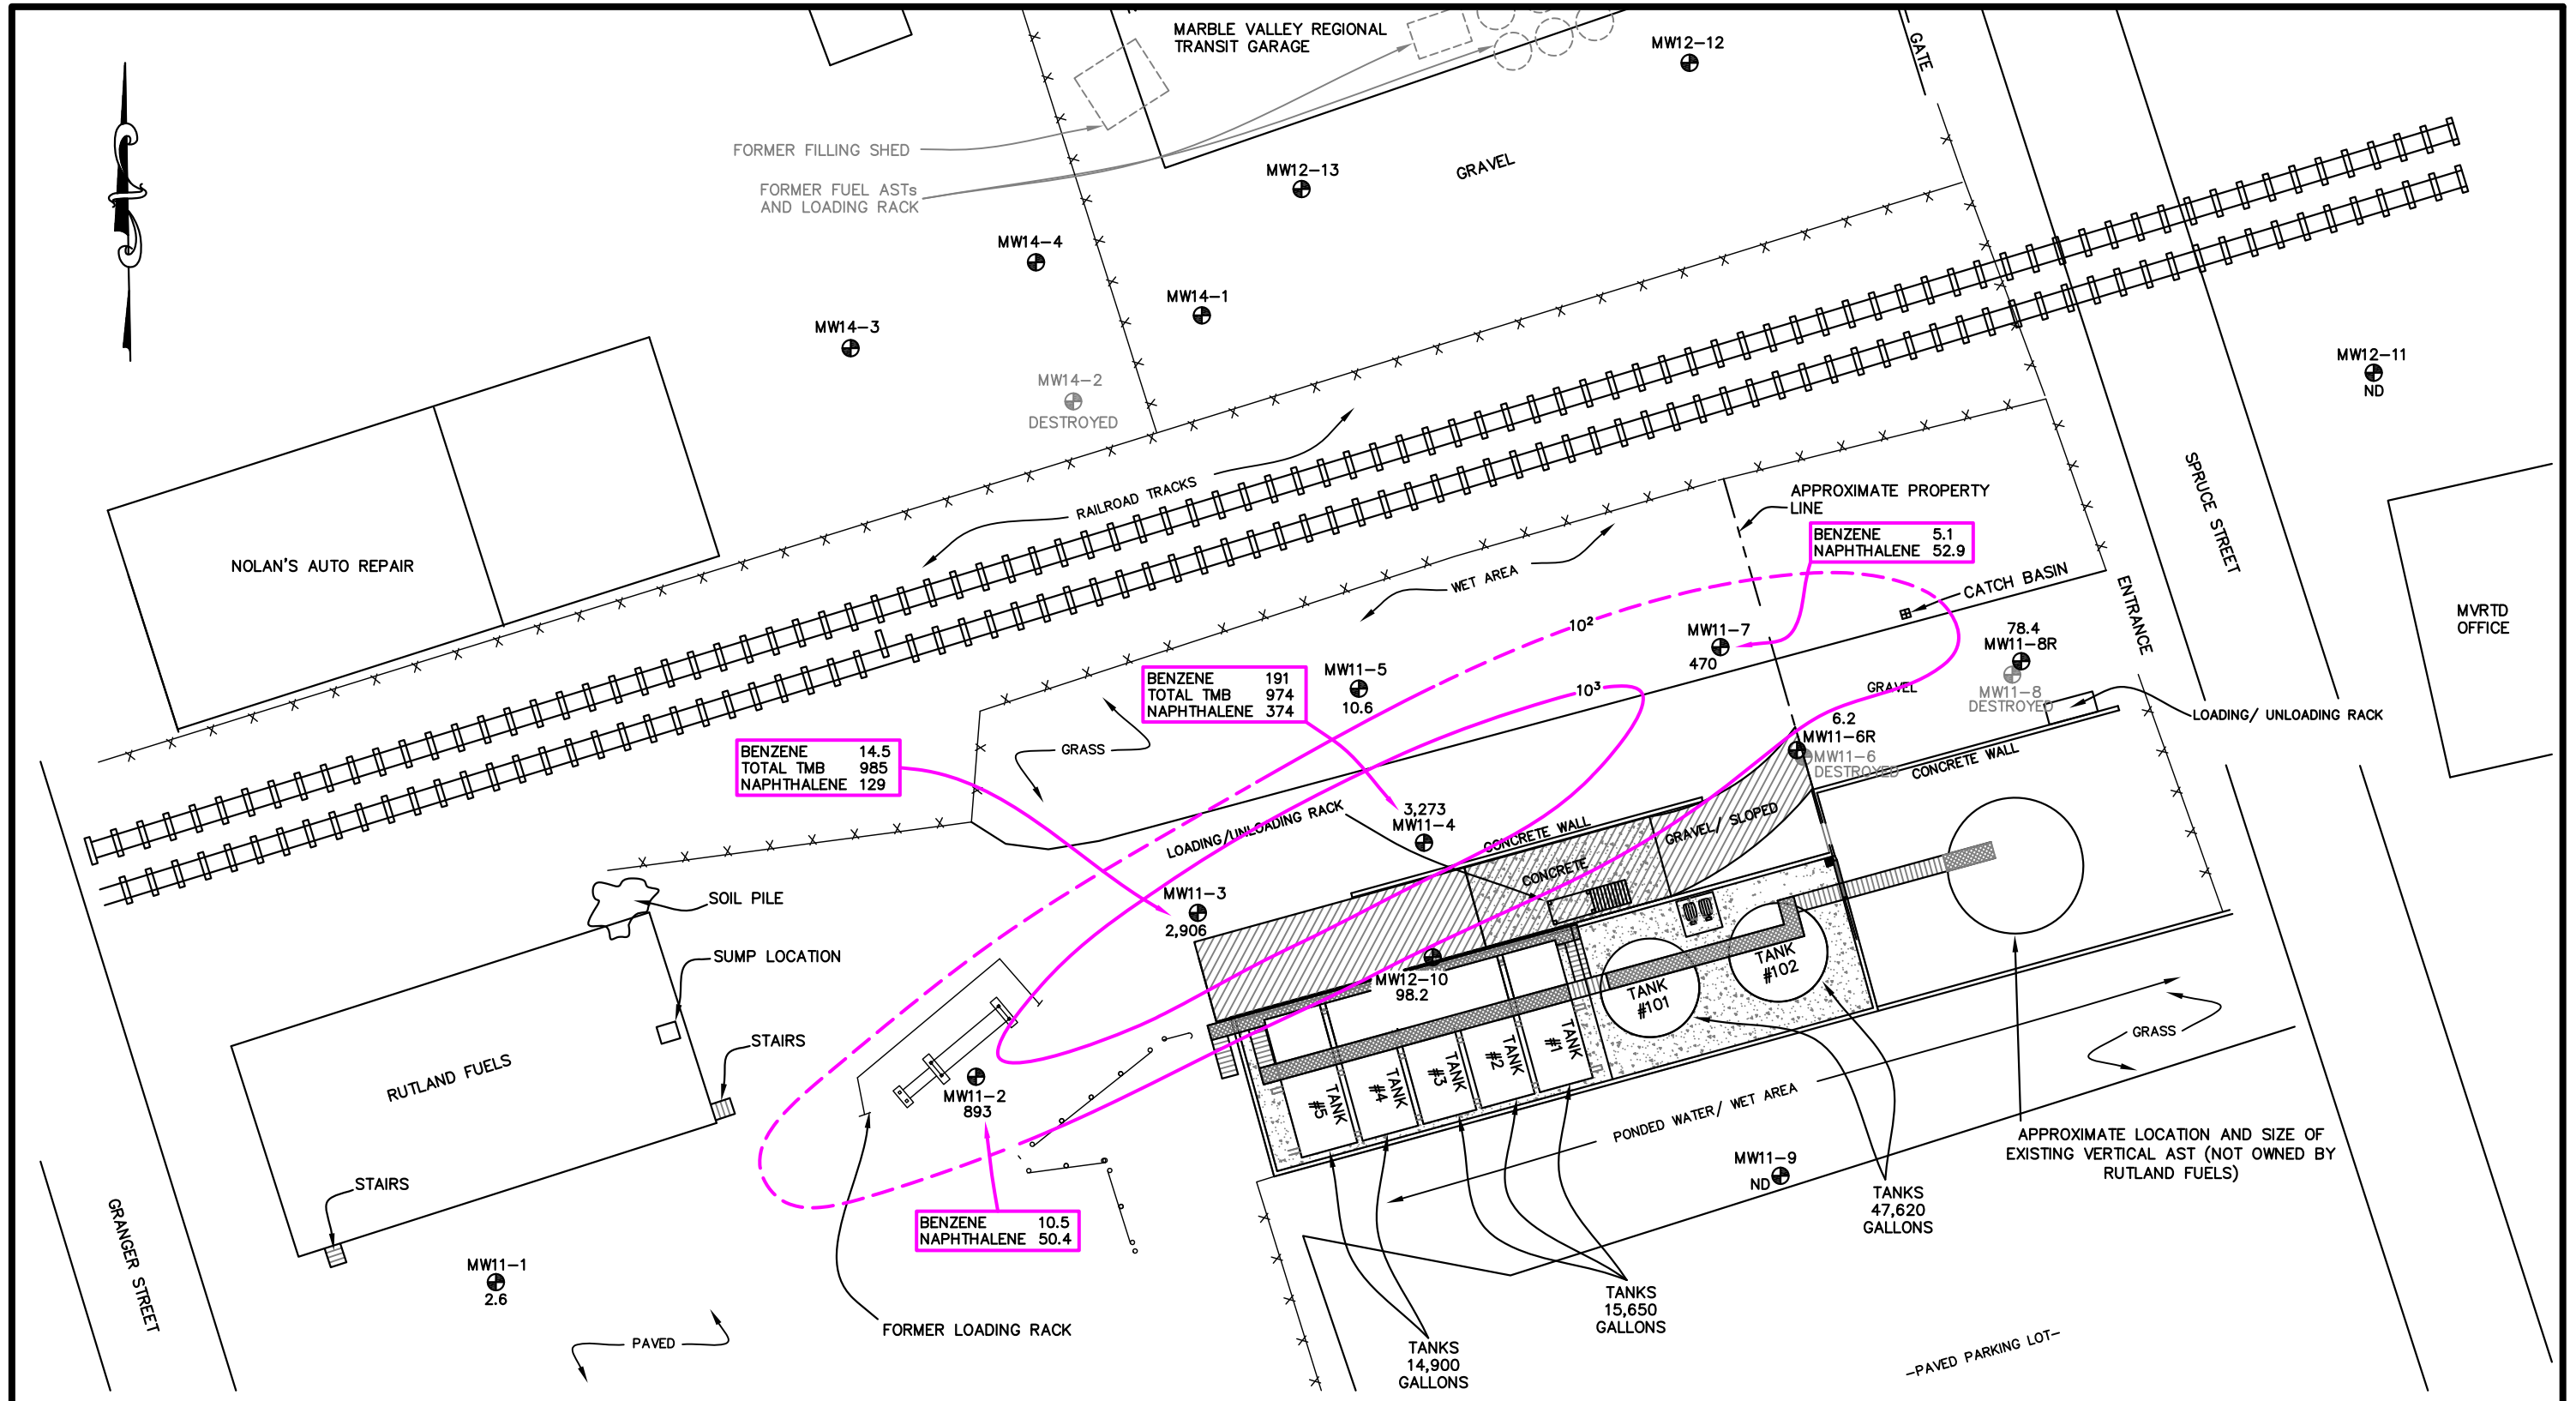 MARBLE VALLEY REGIONAL
TRANSIT GARAGE
MW12-12
GATE
FORMER FILLING SHED
FORMER FUEL ASTs
AND LOADING RACK
MW12-13
GRAVEL
MW14-4
MW14-1
MW14-3
MW14-2
DESTROYED
MW12-11
ND
RAILROAD TRACKS
APPROXIMATE PROPERTY
LINE
SPRUCE STREET
NOLAN'S AUTO REPAIR
BENZENE 5.1
NAPHTHALENE 52.9
WET AREA
CATCH BASIN
ENTRANCE
MVRTD
OFFICE
10²
MW11-7
470
78.4
MW11-8R
MW11-8
DESTROYED
BENZENE 191
TOTAL TMB 974
NAPHTHALENE 374
MW11-5
10.6
10³
GRAVEL
LOADING/ UNLOADING RACK
BENZENE 14.5
TOTAL TMB 985
NAPHTHALENE 129
GRASS
6.2
MW11-6R
MW11-6
DESTROYED
CONCRETE WALL
LOADING/UNLOADING RACK
3,273
MW11-4
CONCRETE WALL
GRAVEL/ SLOPED
CONCRETE
SOIL PILE
MW11-3
2,906
SUMP LOCATION
MW12-10
98.2
TANK
#101
TANK
#102
STAIRS
RUTLAND FUELS
MW11-2
893
TANK
#5
TANK
#4
TANK
#3
TANK
#2
TANK
#1
GRASS
PONDED WATER/ WET AREA
APPROXIMATE LOCATION AND SIZE OF
EXISTING VERTICAL AST (NOT OWNED BY
RUTLAND FUELS)
MW11-9
ND
STAIRS
TANKS
47,620
GALLONS
BENZENE 10.5
NAPHTHALENE 50.4
GRANGER STREET
MW11-1
2.6
TANKS
15,650
GALLONS
FORMER LOADING RACK
PAVED
TANKS
14,900
GALLONS
-PAVED PARKING LOT-